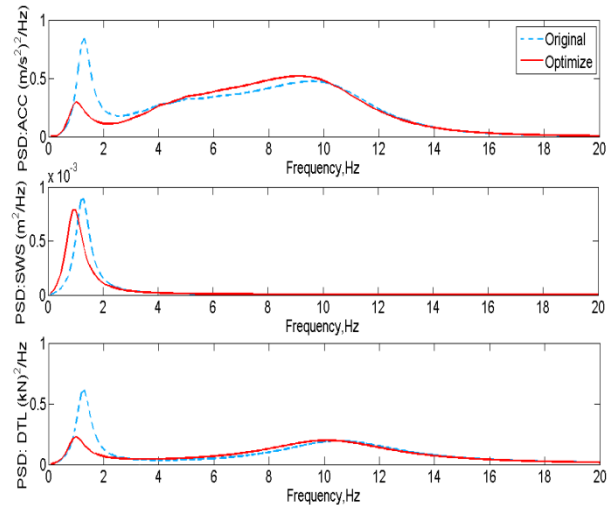 PSD:ACC (m/s²)²/Hz)
1
0.5
0
Original
Optimize
0 2 4 6 8 10 12 14 16 18 20
Frequency,Hz
x 10⁻³
PSD:SWS (m²/Hz)
1
0.5
0
0 2 4 6 8 10 12 14 16 18 20
Frequency,Hz
PSD: DTL (kN)²/Hz
1
0.5
0
0 2 4 6 8 10 12 14 16 18 20
Frequency,Hz